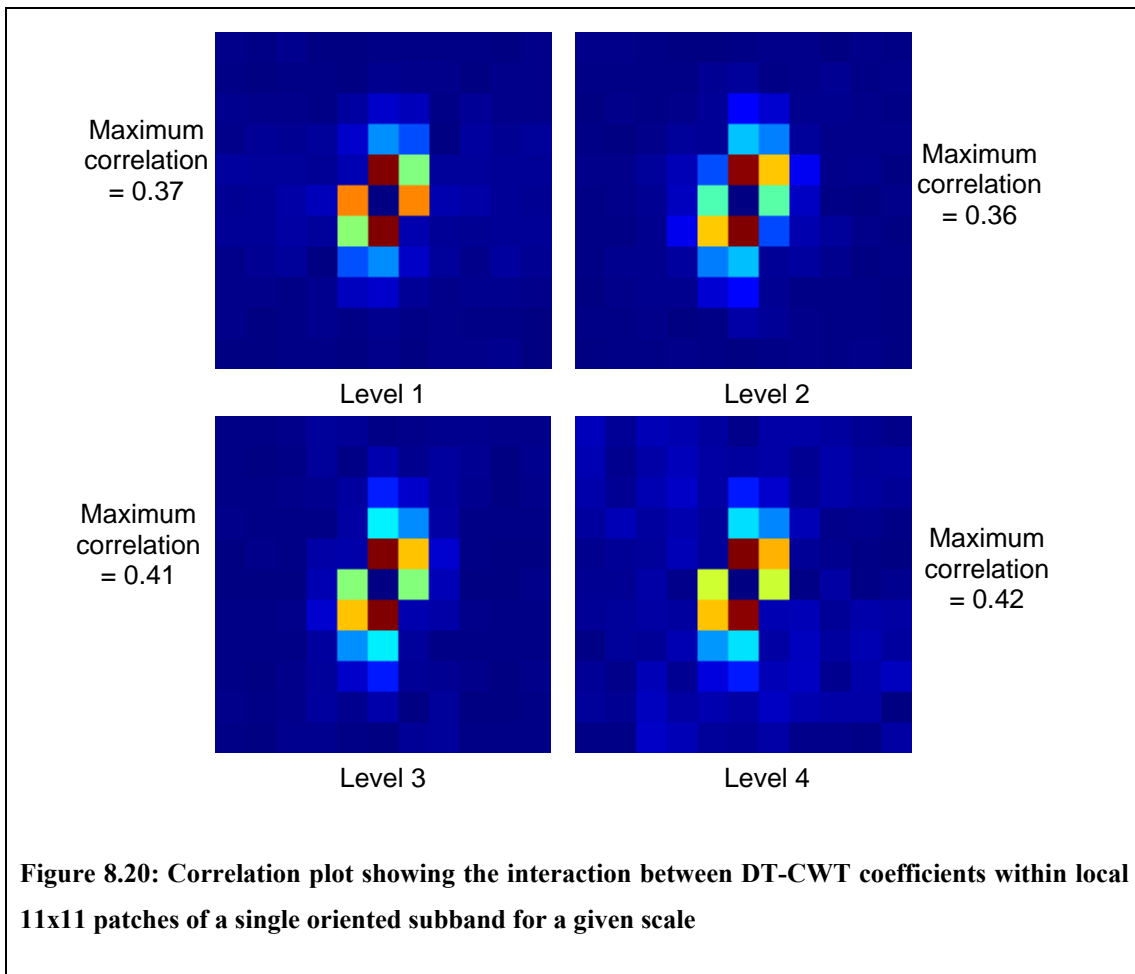 Maximum
correlation
= 0.37
Maximum
correlation
= 0.36
Level 1
Level 2
Maximum
correlation
= 0.41
Maximum
correlation
= 0.42
Level 3
Level 4
Figure 8.20: Correlation plot showing the interaction between DT-CWT coefficients within local
11x11 patches of a single oriented subband for a given scale